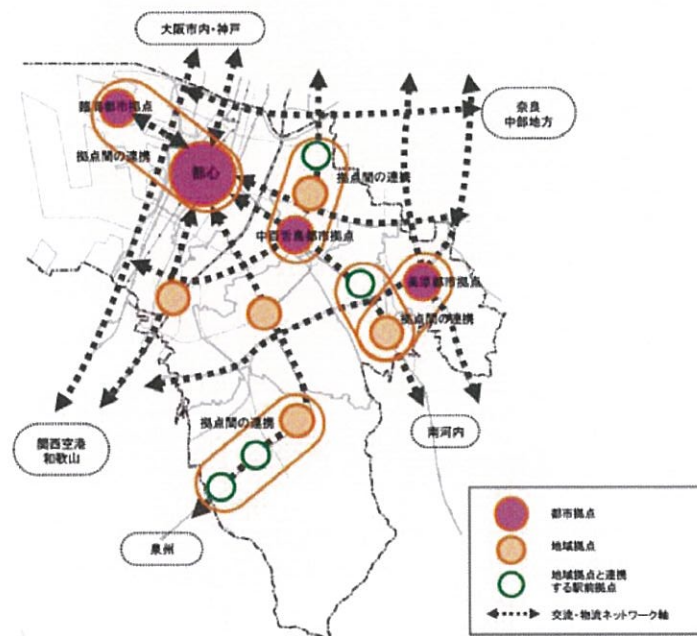 大阪市内・神戸
臨海都市拠点
奈良
中部地方
拠点間の連携
都心
拠点間の連携
中百舌鳥都市拠点
美原都市拠点
拠点間の連携
拠点間の連携
関西空港
和歌山
南河内
泉州
都市拠点
地域拠点
地域拠点と連携
する駅前拠点
交流・物流ネットワーク軸